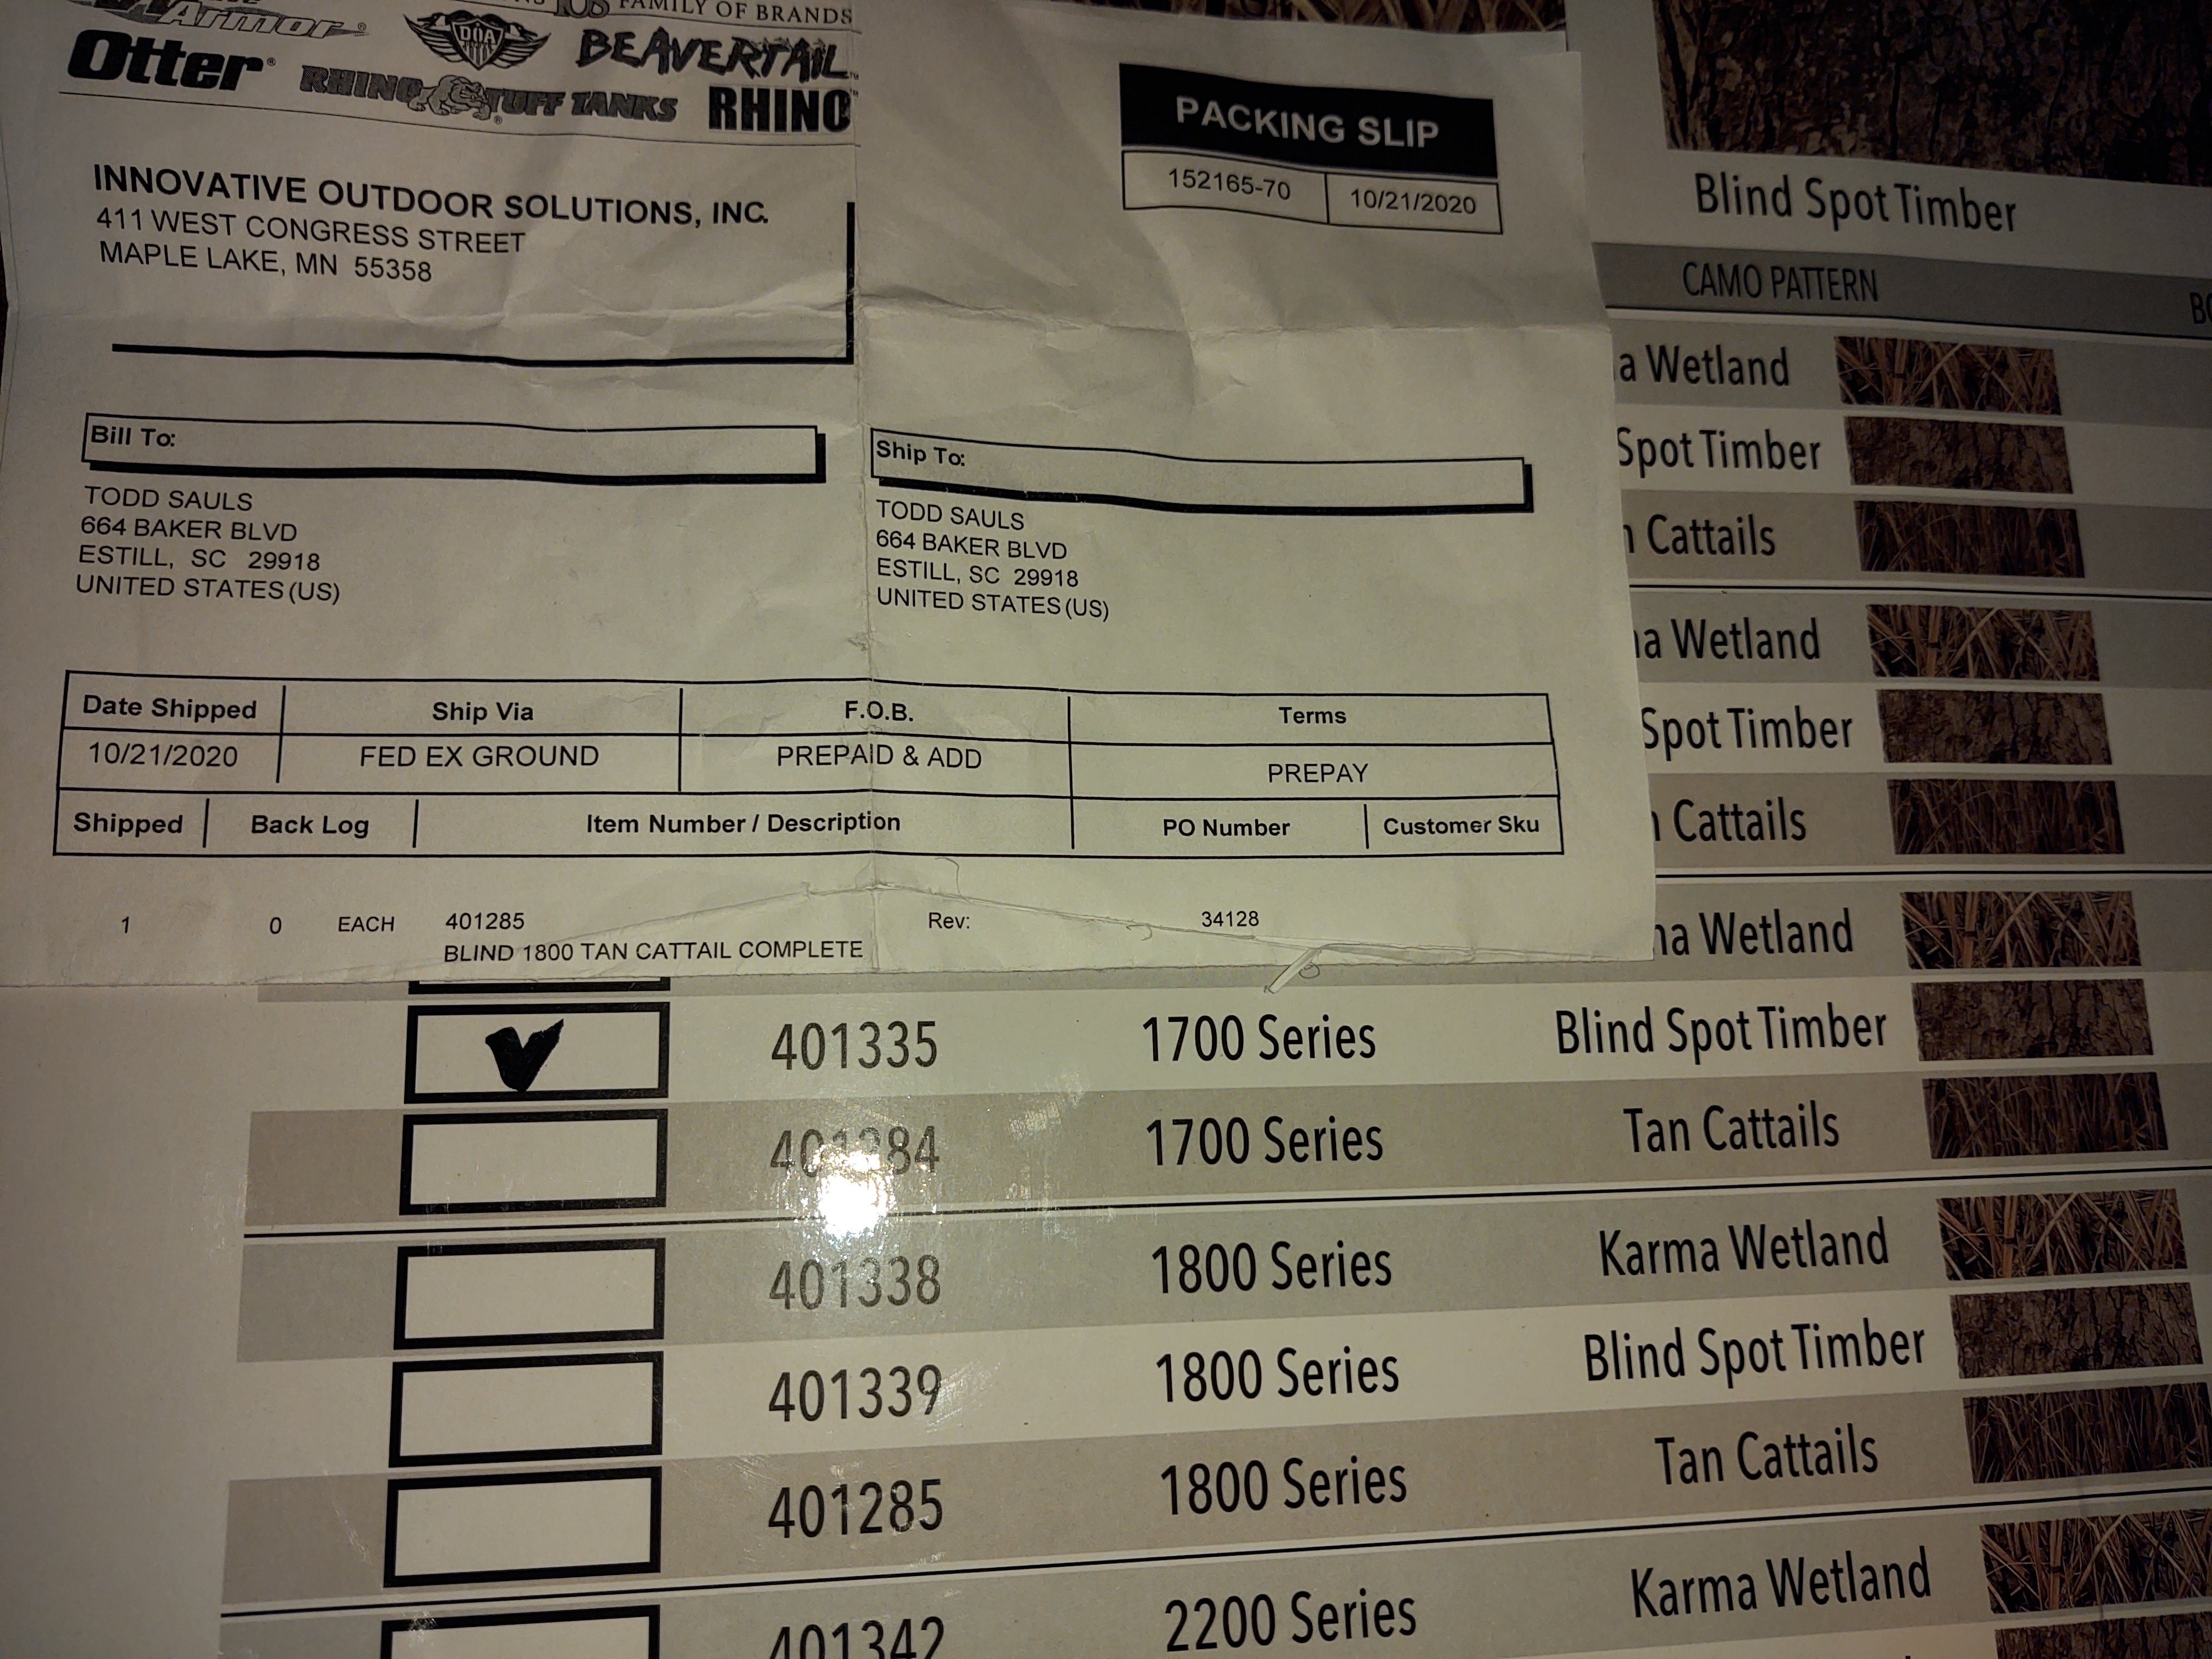 Armor
FAMILY OF BRANDS
Otter
DOA
BEAVERTAIL
RHINO TUFF TANKS
RHINO
INNOVATIVE OUTDOOR SOLUTIONS, INC.
411 WEST CONGRESS STREET
MAPLE LAKE, MN 55358
PACKING SLIP
152165-70 10/21/2020
Bill To:
TODD SAULS
664 BAKER BLVD
ESTILL, SC 29918
UNITED STATES (US)
Ship To:
TODD SAULS
664 BAKER BLVD
ESTILL, SC 29918
UNITED STATES (US)
Date Shipped Ship Via F.O.B. Terms
10/21/2020 FED EX GROUND PREPAID & ADD PREPAY
Shipped Back Log Item Number / Description PO Number Customer Sku
1 0 EACH 401285 Rev: 34128
BLIND 1800 TAN CATTAIL COMPLETE
Blind Spot Timber
CAMO PATTERN
a Wetland
Spot Timber
Cattails
a Wetland
Spot Timber
Cattails
na Wetland
401335 1700 Series Blind Spot Timber
1700 Series Tan Cattails
401338 1800 Series Karma Wetland
401339 1800 Series Blind Spot Timber
401285 1800 Series Tan Cattails
401342 2200 Series Karma Wetland